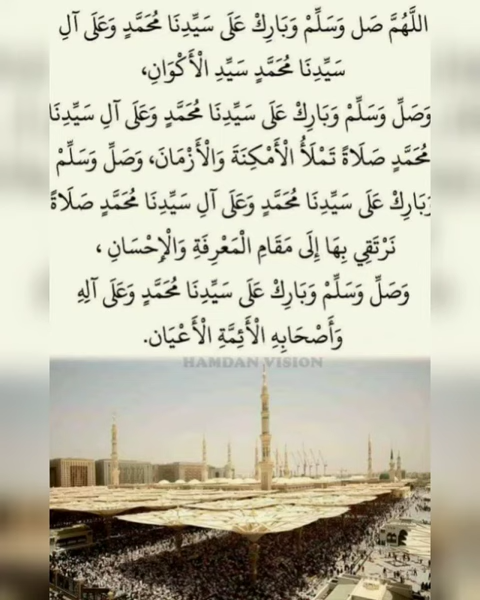 اللَّهُمَّ صَل وَسَلِّمْ وَبَارِكْ عَلَى سَيِّدِنَا مُحَمَّدٍ وَعَلَى آلِ
سَيِّدِنَا مُحَمَّدٍ سَيِّدِ الْأَكْوَانِ،
وَصَلِّ وَسَلِّمْ وَبَارِكْ عَلَى سَيِّدِنَا مُحَمَّدٍ وَعَلَى آلِ سَيِّدِنَا
مُحَمَّدٍ صَلَاةً تَمْلَأُ الْأَمْكِنَةَ وَالْأَزْمَانَ، وَصَلِّ وَسَلِّمْ
وَبَارِكْ عَلَى سَيِّدِنَا مُحَمَّدٍ وَعَلَى آلِ سَيِّدِنَا مُحَمَّدٍ صَلَاةً
نَرْتَقِي بِهَا إِلَى مَقَامِ الْمَعْرِفَةِ وَالْإِحْسَانِ ،
وَصَلِّ وَسَلِّمْ وَبَارِكْ عَلَى سَيِّدِنَا مُحَمَّدٍ وَعَلَى آلِهِ
وَأَصْحَابِهِ الْأَئِمَّةِ الْأَعْيَان.
HAMDAN VISION